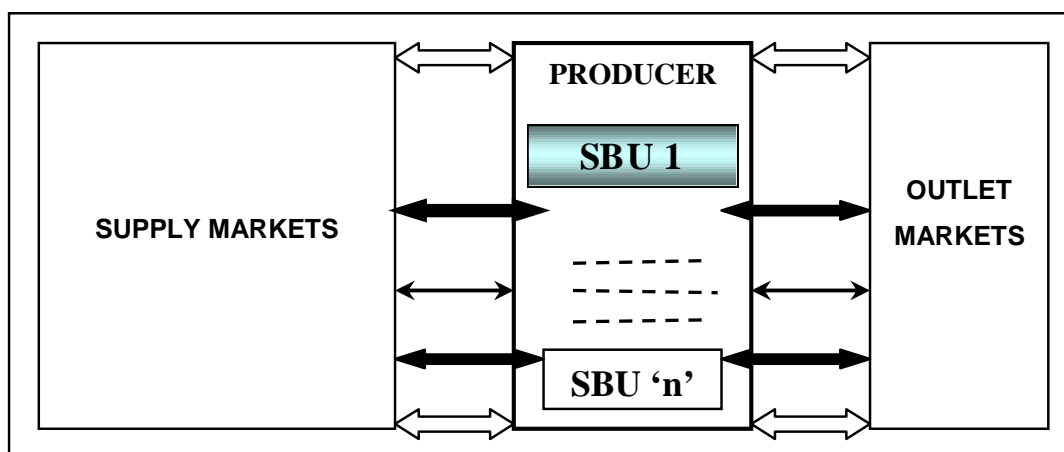 PRODUCER
SBU 1
SUPPLY MARKETS
OUTLET
MARKETS
SBU ‘n’